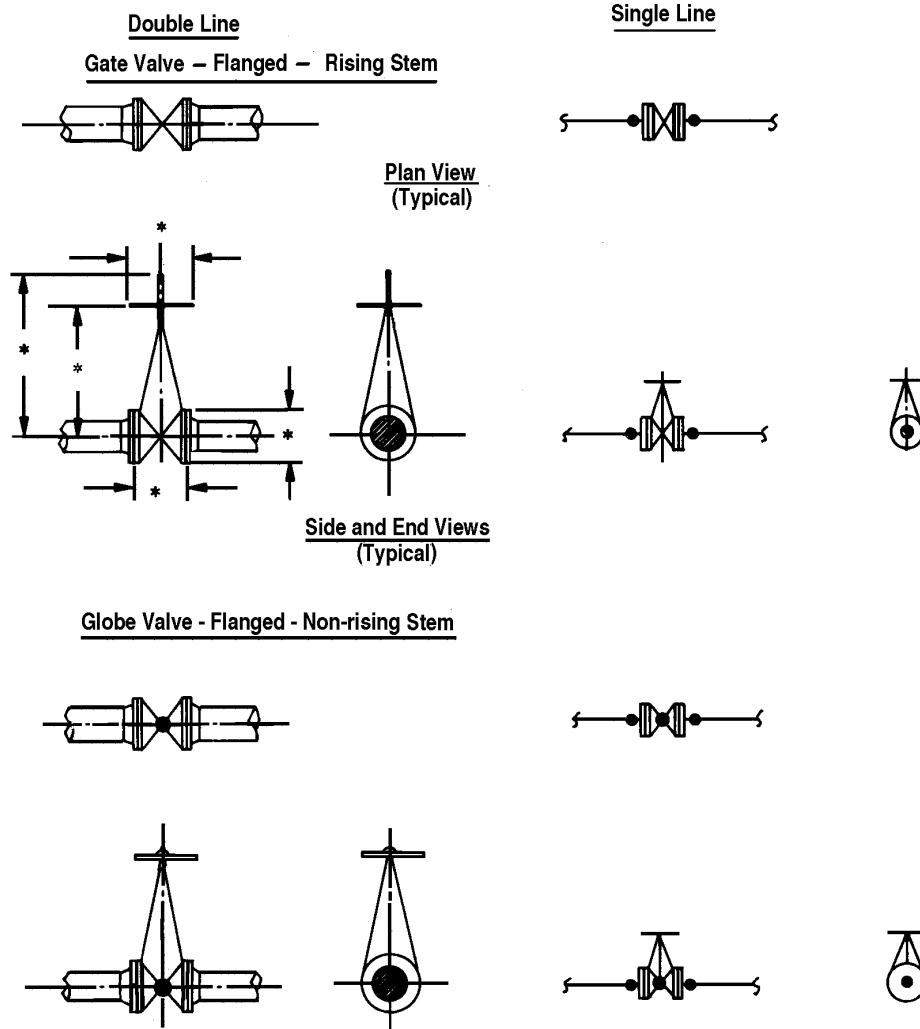 Double Line
Single Line
Gate Valve – Flanged – Rising Stem
Plan View
(Typical)
*
*
*
*
*
Side and End Views
(Typical)
Globe Valve - Flanged - Non-rising Stem